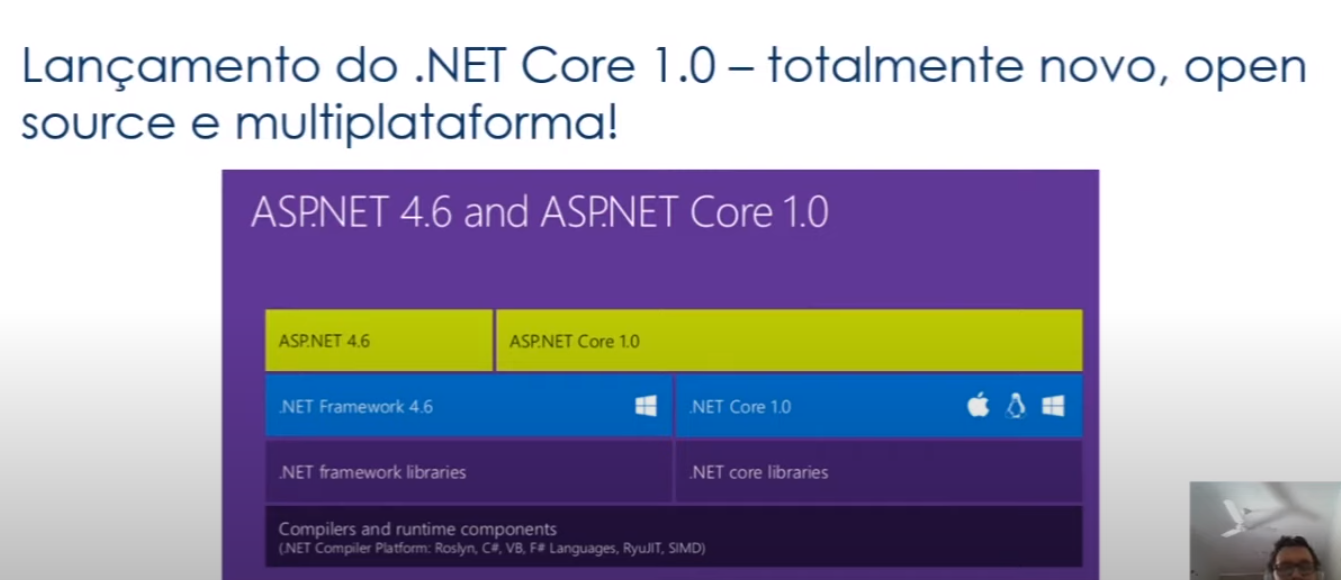 Lançamento do .NET Core 1.0 – totalmente novo, open
source e multiplataforma!
ASP.NET 4.6 and ASP.NET Core 1.0
ASP.NET 4.6
ASP.NET Core 1.0
.NET Framework 4.6
.NET Core 1.0
.NET framework libraries
.NET core libraries
Compilers and runtime components
(.NET Compiler Platform: Roslyn, C#, VB, F# Languages, RyuJIT, SIMD)